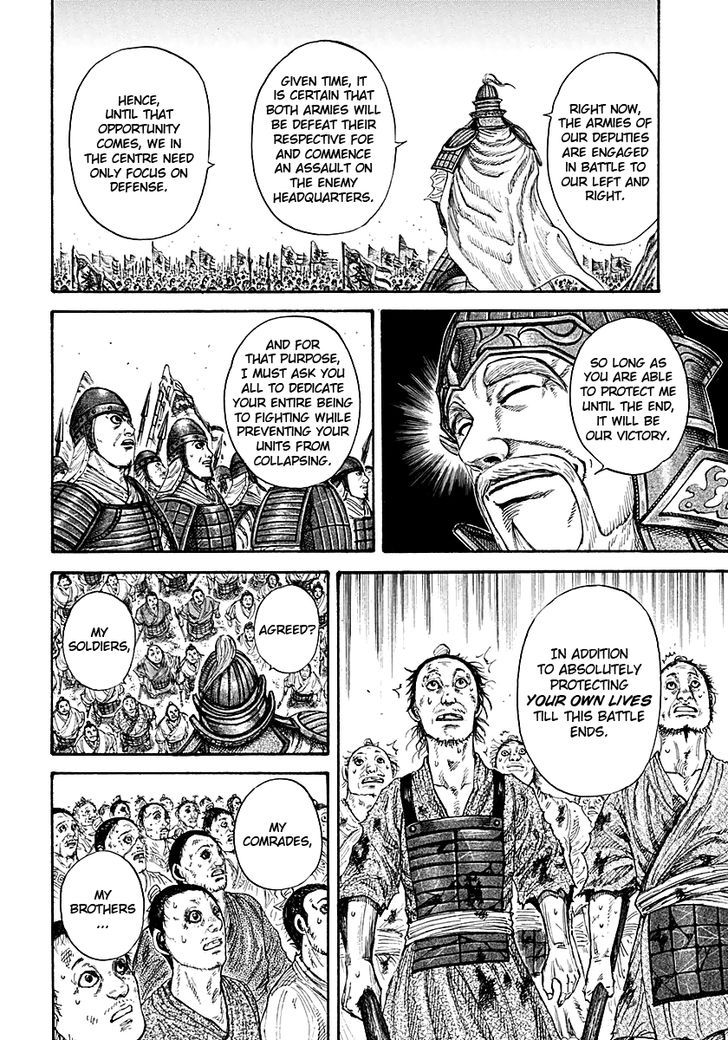 RIGHT NOW,
THE ARMIES OF
OUR DEPUTIES
ARE ENGAGED
IN BATTLE TO
OUR LEFT AND
RIGHT.
GIVEN TIME, IT
IS CERTAIN THAT
BOTH ARMIES WILL
BE DEFEAT THEIR
RESPECTIVE FOE
AND COMMENCE
AN ASSAULT ON
THE ENEMY
HEADQUARTERS.
HENCE,
UNTIL THAT
OPPORTUNITY
COMES, WE IN
THE CENTRE NEED
ONLY FOCUS ON
DEFENSE.
SO LONG AS
YOU ARE ABLE
TO PROTECT ME
UNTIL THE END,
IT WILL BE
OUR VICTORY.
AND FOR
THAT PURPOSE,
I MUST ASK YOU
ALL TO DEDICATE
YOUR ENTIRE BEING
TO FIGHTING WHILE
PREVENTING YOUR
UNITS FROM
COLLAPSING.
IN ADDITION
TO ABSOLUTELY
PROTECTING
YOUR OWN LIVES
TILL THIS BATTLE
ENDS.
AGREED?
MY
SOLDIERS,
MY
COMRADES,
MY
BROTHERS
...